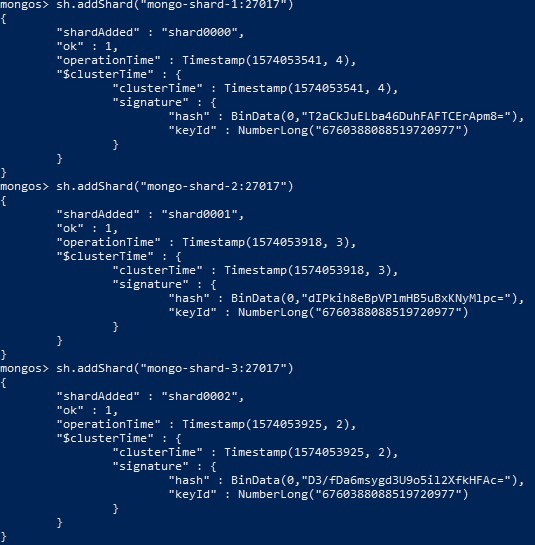 mongos> sh.addShard("mongo-shard-1:27017")
{
        "shardAdded" : "shard0000",
        "ok" : 1,
        "operationTime" : Timestamp(1574053541, 4),
        "$clusterTime" : {
                "clusterTime" : Timestamp(1574053541, 4),
                "signature" : {
                        "hash" : BinData(0,"T2aCkJuELba46DuhFAFTCErApm8="),
                        "keyId" : NumberLong("6760388088519720977")
                }
        }
}
mongos> sh.addShard("mongo-shard-2:27017")
{
        "shardAdded" : "shard0001",
        "ok" : 1,
        "operationTime" : Timestamp(1574053918, 3),
        "$clusterTime" : {
                "clusterTime" : Timestamp(1574053918, 3),
                "signature" : {
                        "hash" : BinData(0,"dIPkih8eBpVPlmHB5uBxKNyMlpc="),
                        "keyId" : NumberLong("6760388088519720977")
                }
        }
}
mongos> sh.addShard("mongo-shard-3:27017")
{
        "shardAdded" : "shard0002",
        "ok" : 1,
        "operationTime" : Timestamp(1574053925, 2),
        "$clusterTime" : {
                "clusterTime" : Timestamp(1574053925, 2),
                "signature" : {
                        "hash" : BinData(0,"D3/fDa6msygd3U9o5il2XfkHFAc="),
                        "keyId" : NumberLong("6760388088519720977")
                }
        }
}